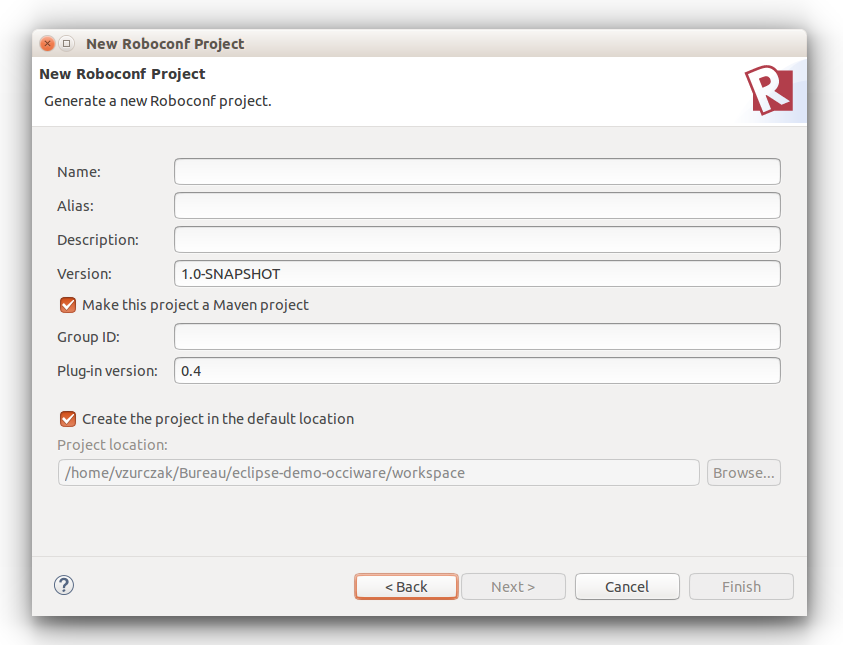 New Roboconf Project
New Roboconf Project
Generate a new Roboconf project.
R
Name:
Alias:
Description:
Version: 1.0-SNAPSHOT
Make this project a Maven project
Group ID:
Plug-in version: 0.4
Create the project in the default location
Project location:
/home/vzurczak/Bureau/eclipse-demo-occiware/workspace Browse...
? < Back Next > Cancel Finish